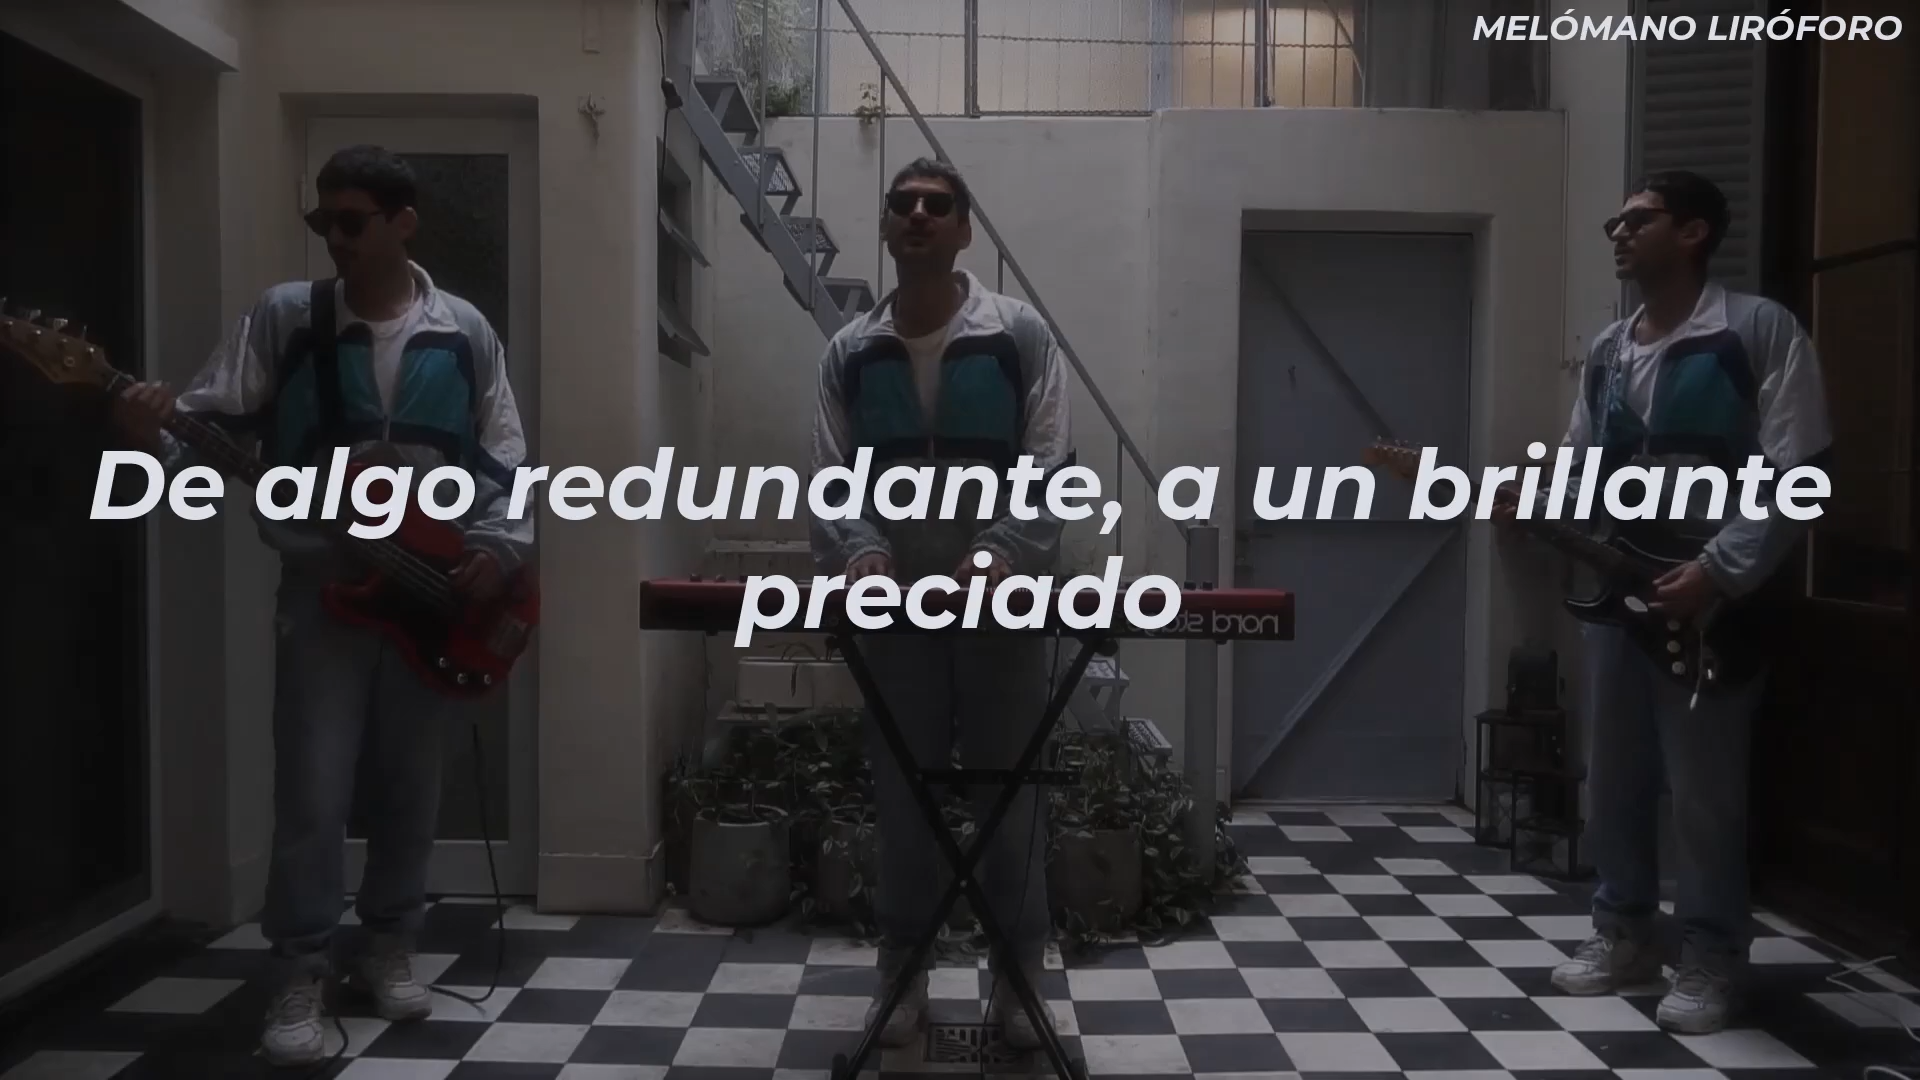 MELÓMANO LIRÓFORO
De algo redundante, a un brillante
preciado
nord stage